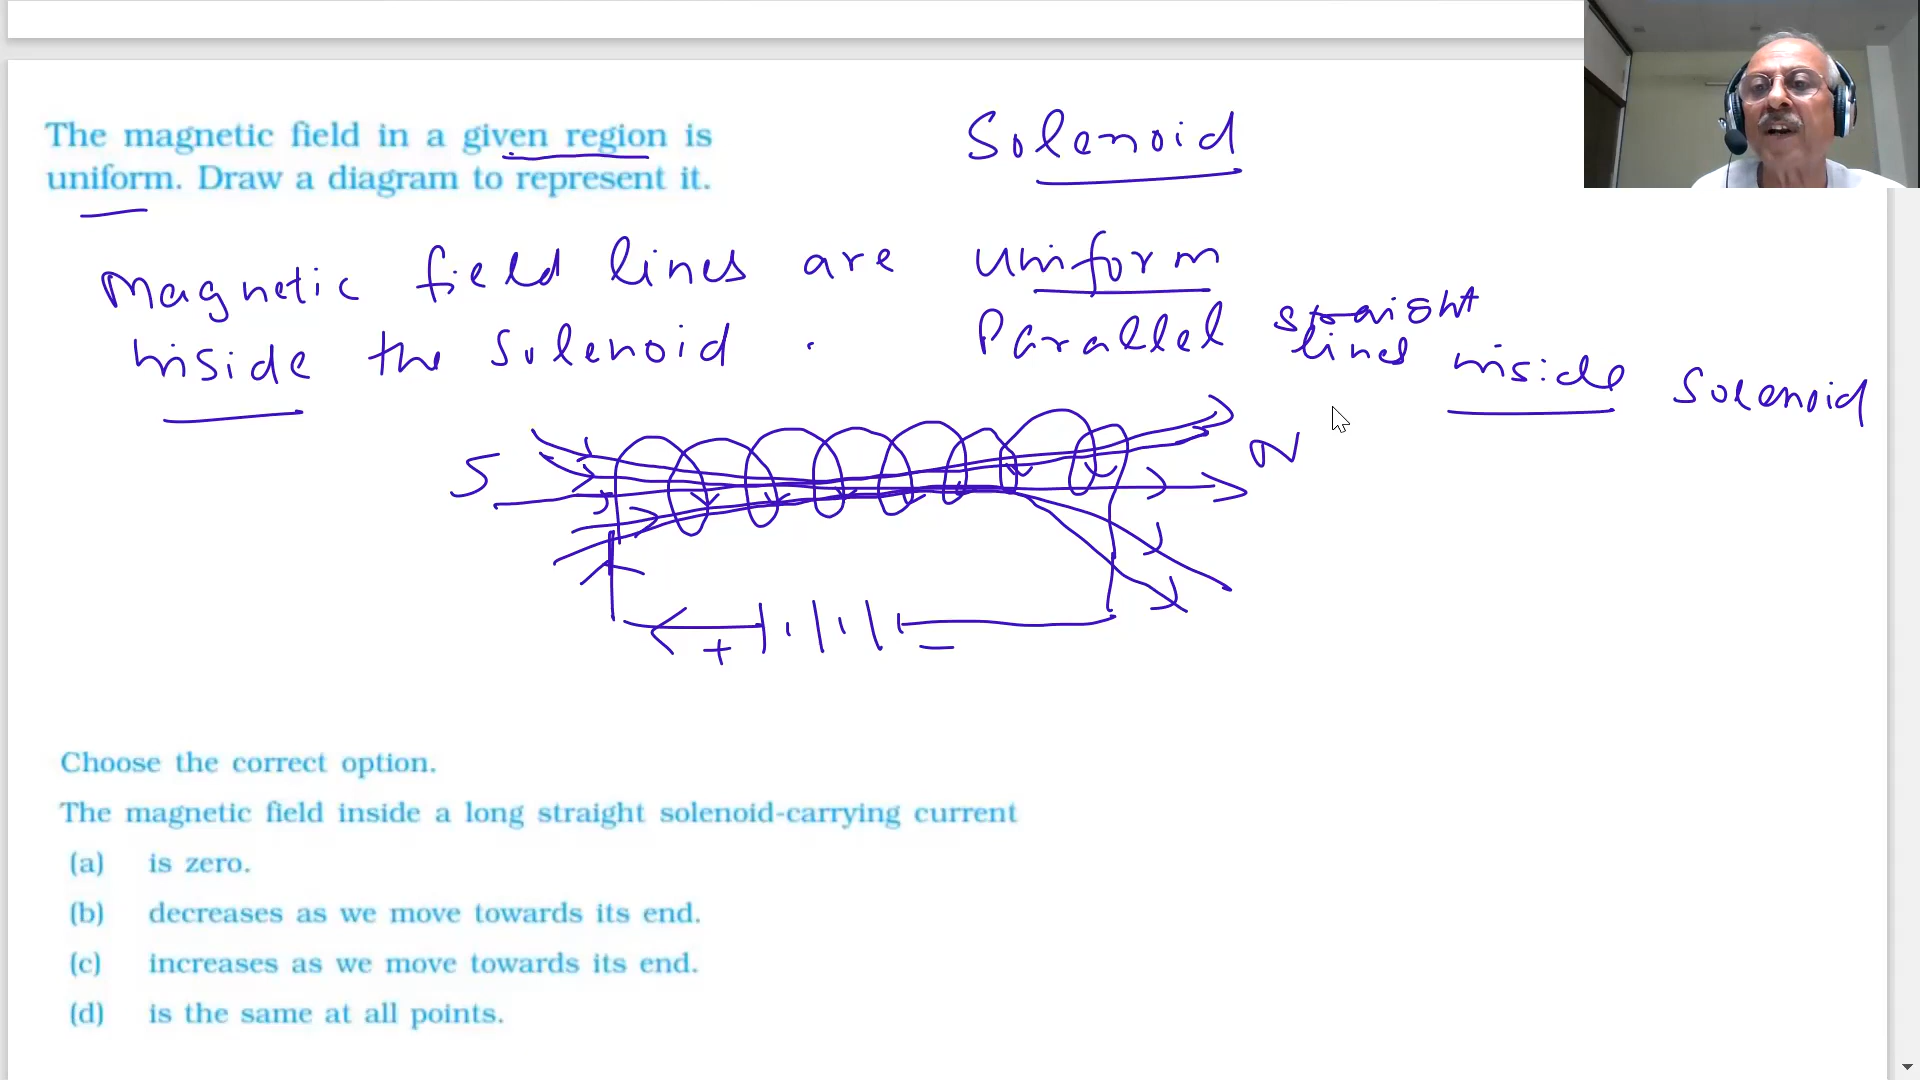 The magnetic field in a given region is
uniform. Draw a diagram to represent it.
Solenoid
Magnetic field lines are uniform
inside the solenoid .
Parallel straight
lines inside Solenoid
S
N
+
−
Choose the correct option.
The magnetic field inside a long straight solenoid-carrying current
(a) is zero.
(b) decreases as we move towards its end.
(c) increases as we move towards its end.
(d) is the same at all points.